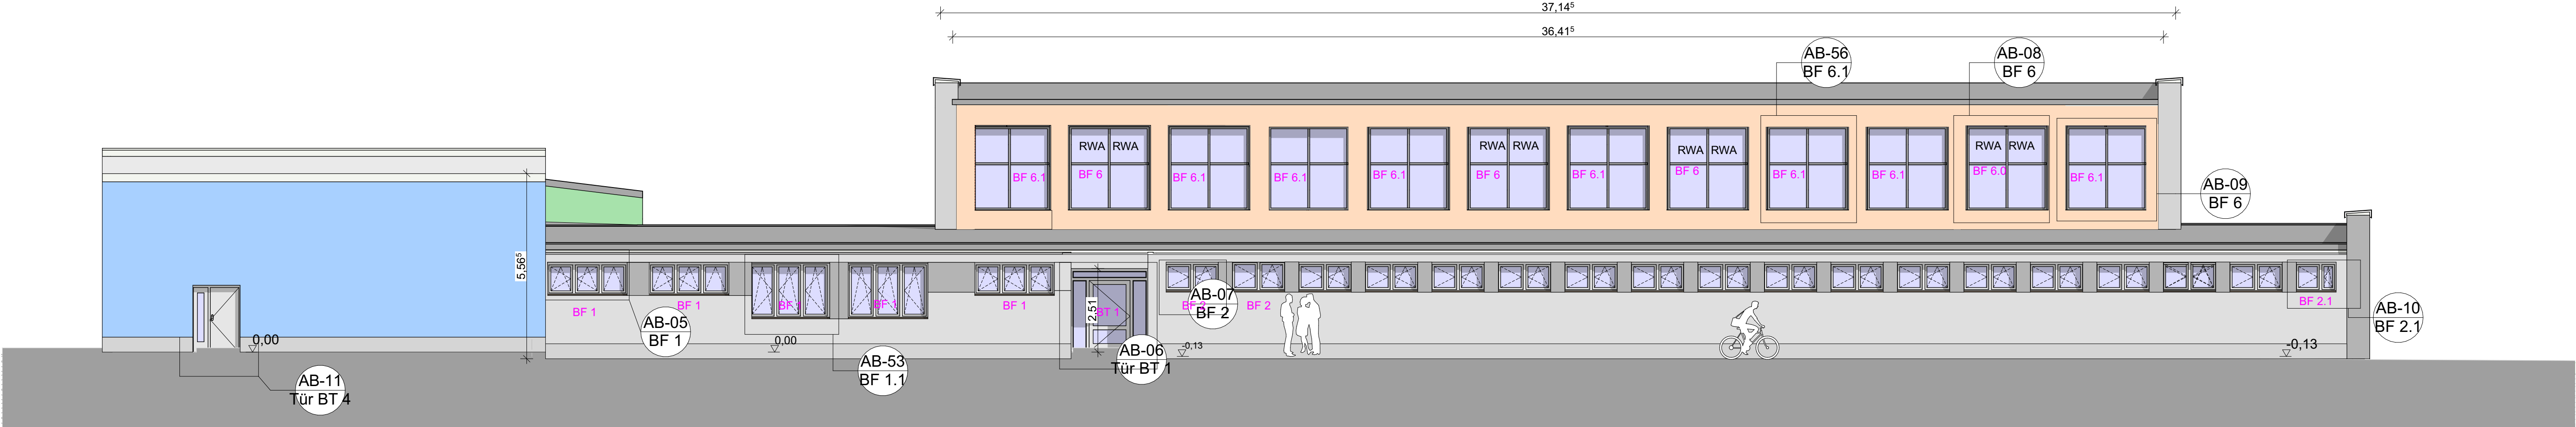 37,14⁵
36,41⁵
AB-56
BF 6.1
AB-08
BF 6
RWA RWA
RWA RWA
RWA RWA
RWA RWA
BF 6.1
BF 6
BF 6.1
BF 6.1
BF 6.1
BF 6
BF 6.1
BF 6
BF 6.1
BF 6.1
BF 6.0
BF 6.1
AB-09
BF 6
5,56⁵
BF 1
BF 1
BF 1
BF 1
BF 1
2,51
BT 1
BF 2
AB-07
BF 2
BF 2
BF 2.1
AB-10
BF 2.1
AB-05
BF 1
0,00
0,00
-0,13
-0,13
AB-53
BF 1.1
AB-06
Tür BT 1
AB-11
Tür BT 4